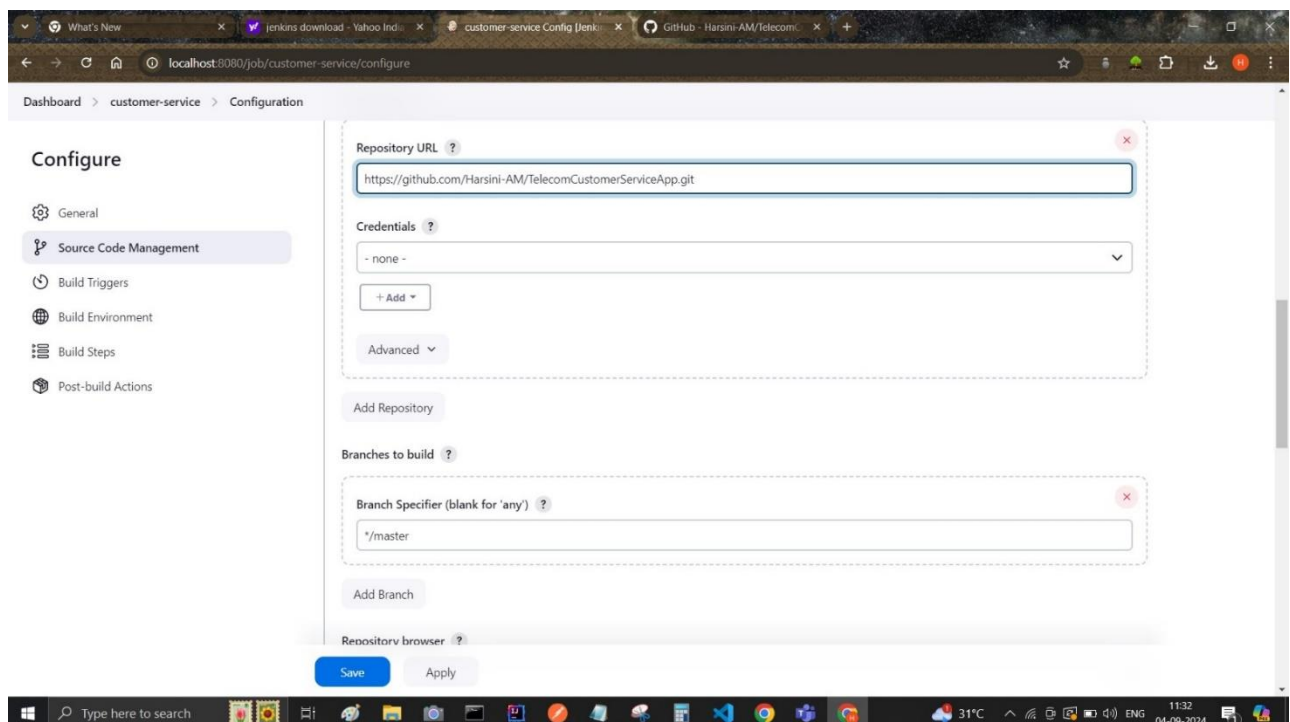 What's New
jenkins download - Yahoo Indi
customer-service Config [Jenki
GitHub - Harsini-AM/TelecomC
localhost:8080/job/customer-service/configure
H
Dashboard > customer-service > Configuration
Configure
General
Source Code Management
Build Triggers
Build Environment
Build Steps
Post-build Actions
Repository URL ?
https://github.com/Harsini-AM/TelecomCustomerServiceApp.git
Credentials ?
- none -
+ Add
Advanced
Add Repository
Branches to build ?
Branch Specifier (blank for 'any') ?
*/master
Add Branch
Repository browser ?
Save
Apply
Type here to search
31°C
ENG
11:32
04-09-2024